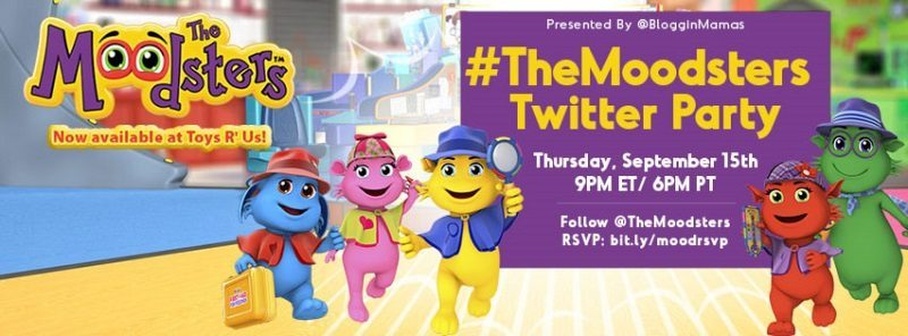 The
Moodsters™
Now available at Toys R' Us!
Presented By @BlogginMamas
#TheMoodsters
Twitter Party
Thursday, September 15th
9PM ET/ 6PM PT
Follow @TheMoodsters
RSVP: bit.ly/moodrsvp